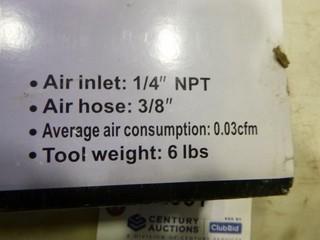 • Air inlet: 1/4" NPT
• Air hose: 3/8"
• Average air consumption: 0.03cfm
• Tool weight: 6 lbs
CENTURY
AUCTIONS
ClubBid